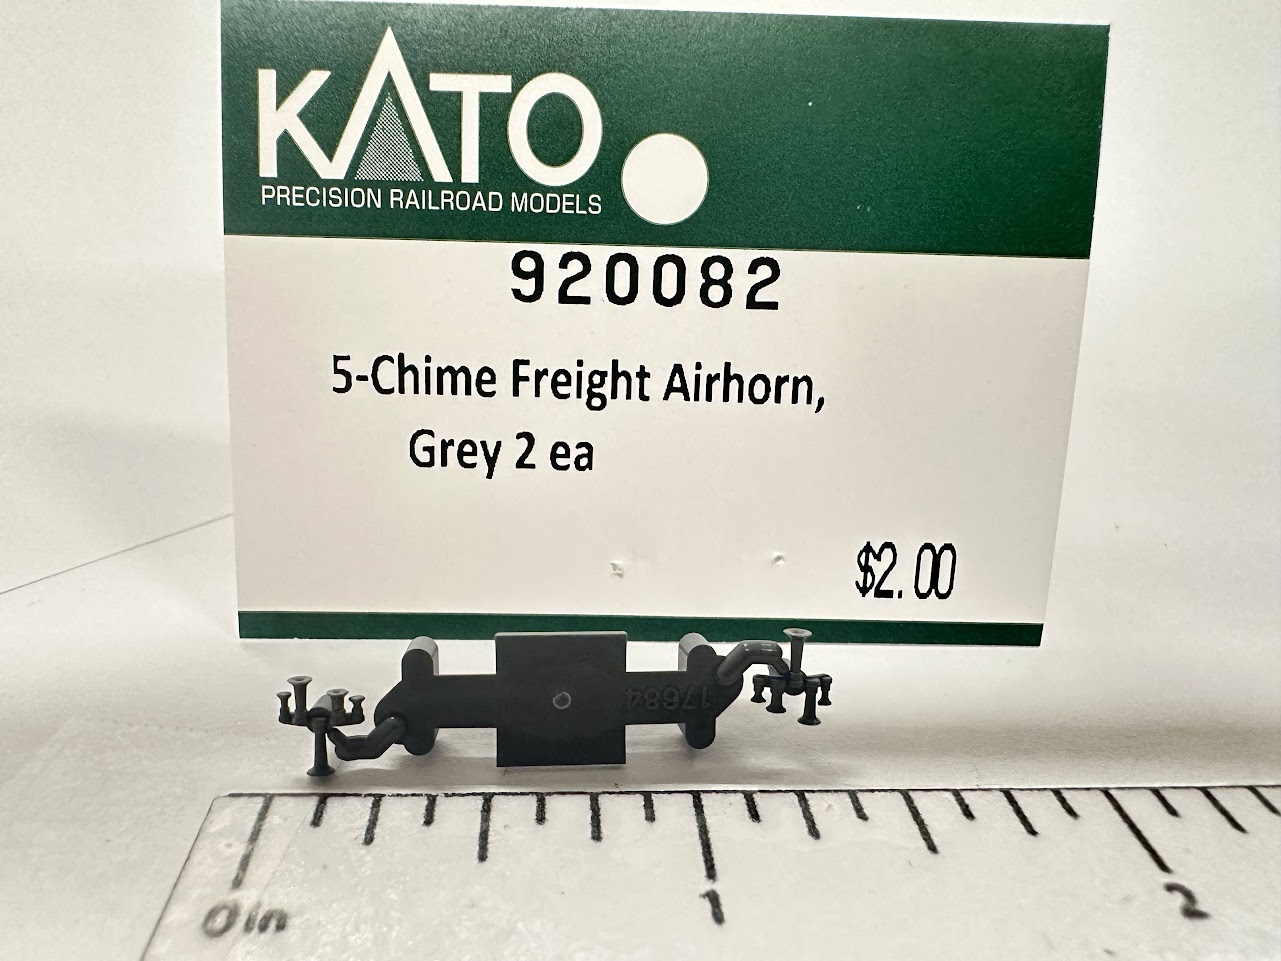 KATO
PRECISION RAILROAD MODELS
920082
5-Chime Freight Airhorn,
Grey 2 ea
$2.00
17684
0in
1
2